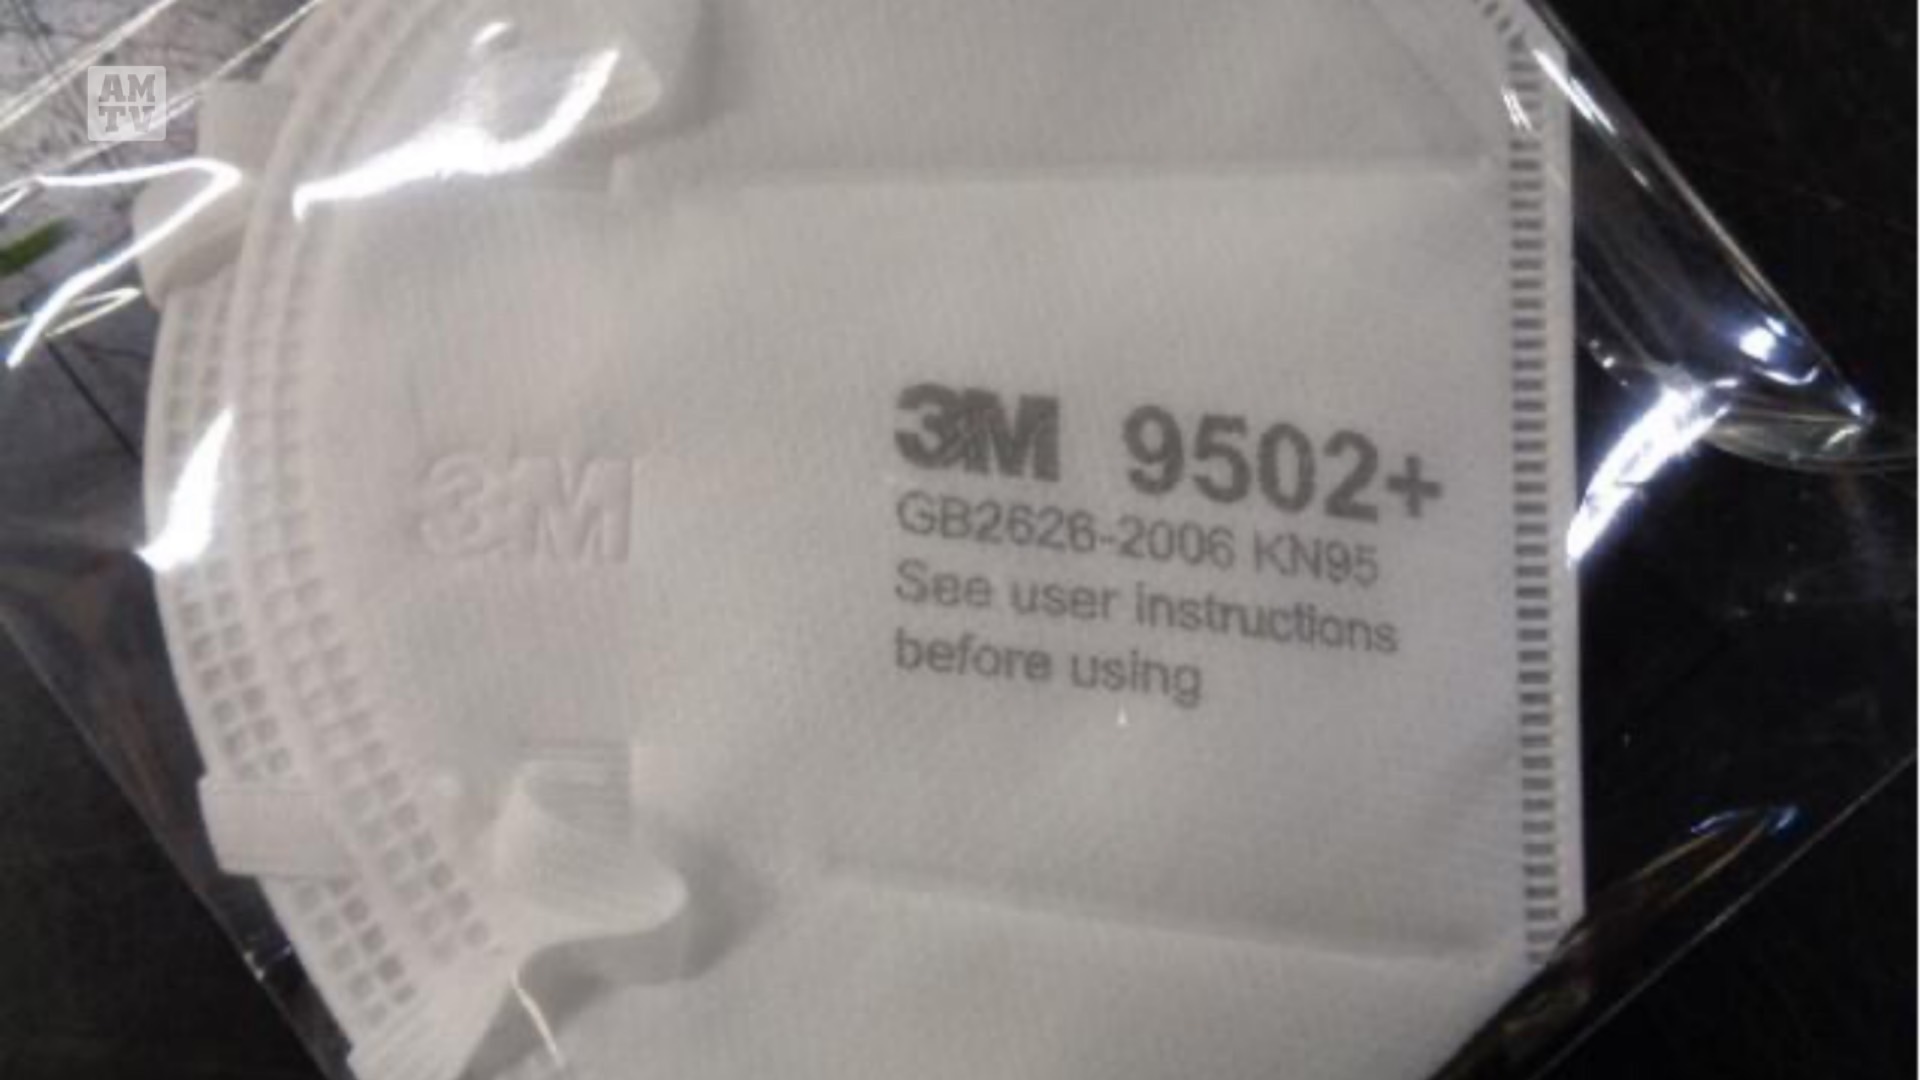 AM
TV
3M
3M 9502+
GB2626-2006 KN95
See user instructions
before using